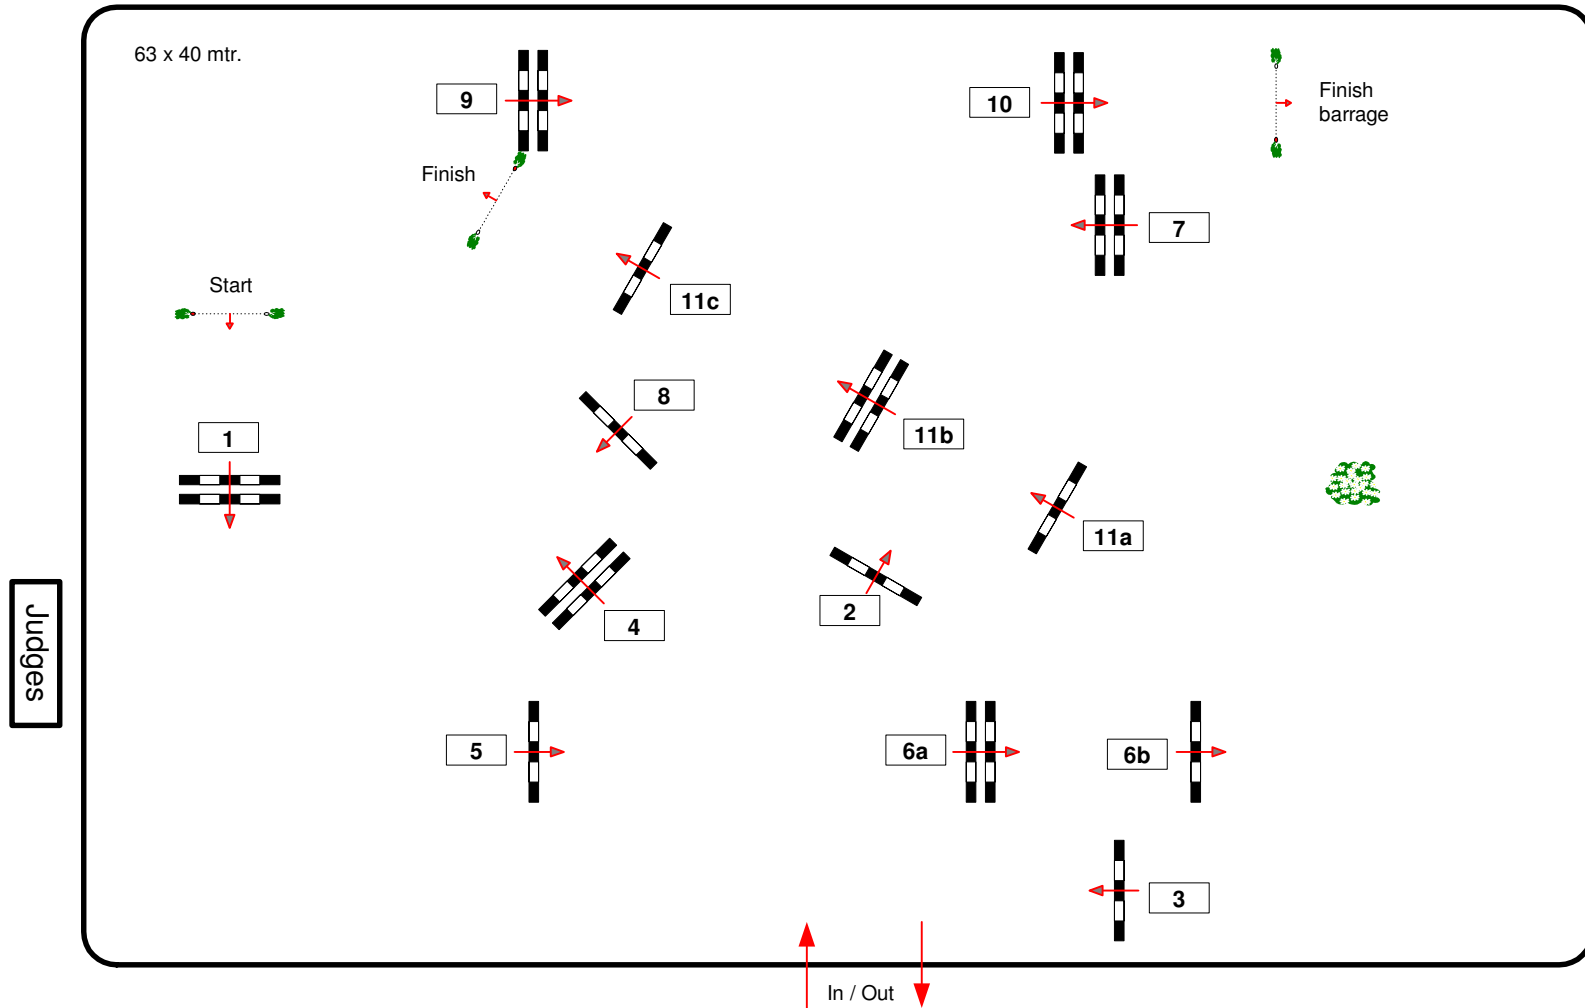 63 x 40 mtr.
9
10
Finish
barrage
Finish
7
Start
11c
8
1
11b
11a
2
4
Judges
5
6a
6b
3
In / Out